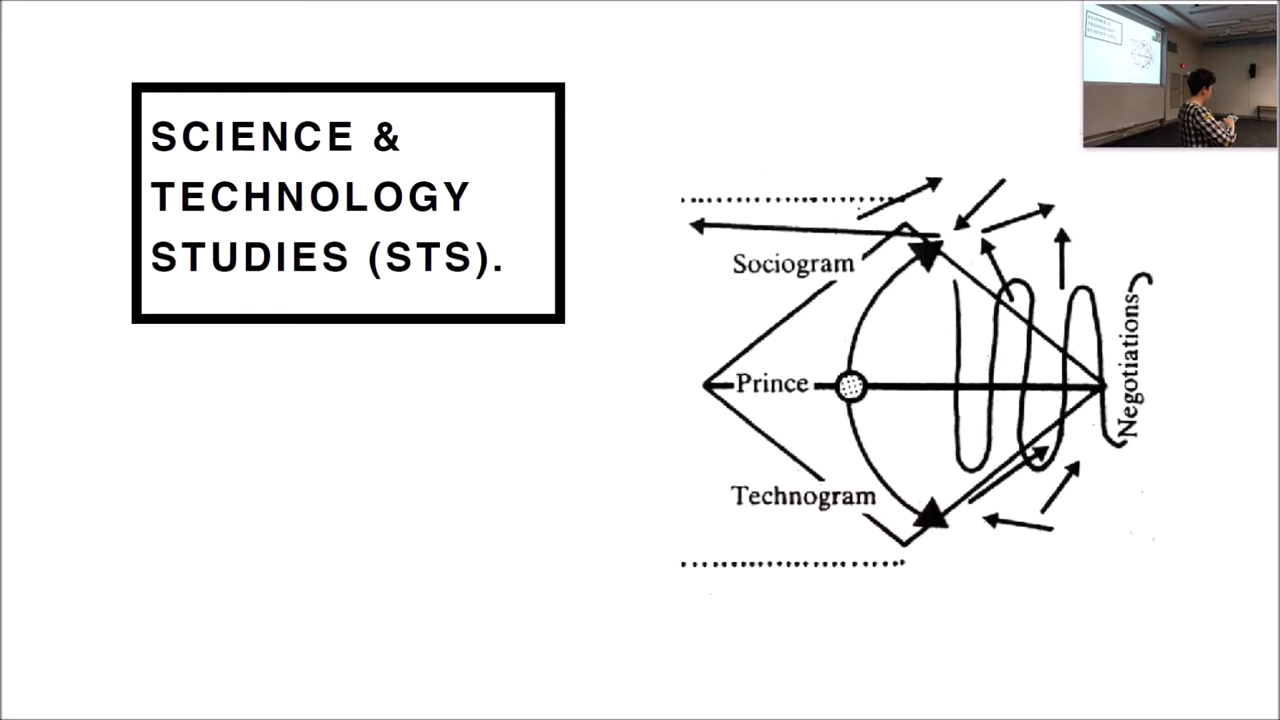 SCIENCE &
TECHNOLOGY
STUDIES (STS).
Sociogram
Prince
Technogram
Negotiations